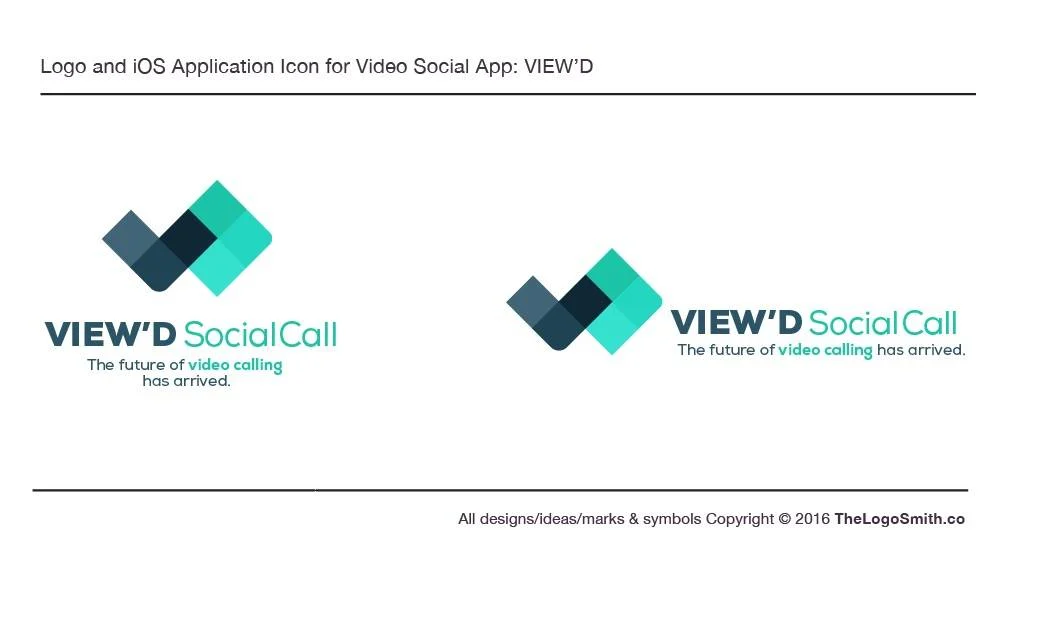 Logo and iOS Application Icon for Video Social App: VIEW’D
VIEW’D SocialCall
The future of video calling
has arrived.
VIEW’D SocialCall
The future of video calling has arrived.
All designs/ideas/marks & symbols Copyright © 2016 TheLogoSmith.co